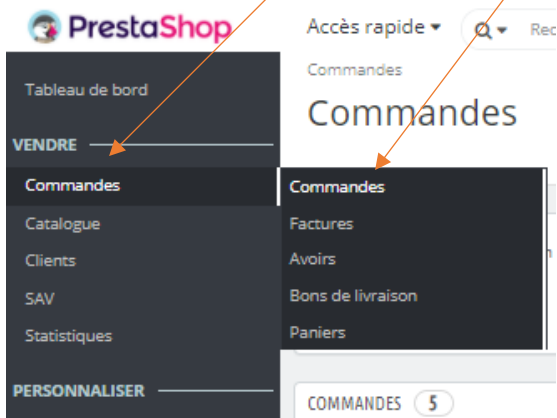 PrestaShop
Accès rapide
Commandes
Commandes
Tableau de bord
VENDRE
Commandes
Catalogue
Clients
SAV
Statistiques
PERSONNALISER
Commandes
Factures
Avoirs
Bons de livraison
Paniers
COMMANDES 5